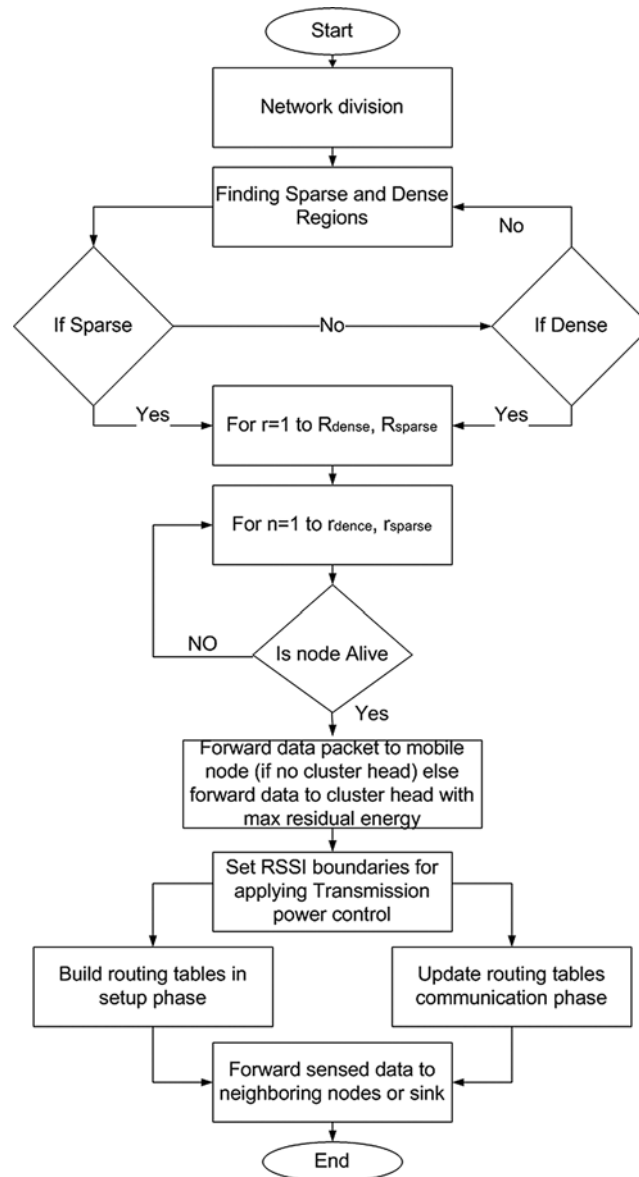 Start
Network division
Finding Sparse and Dense
Regions
No
If Sparse
No
If Dense
Yes
For r=1 to Rdense, Rsparse
Yes
For n=1 to rdence, rsparse
NO
Is node Alive
Yes
Forward data packet to mobile
node (if no cluster head) else
forward data to cluster head with
max residual energy
Set RSSI boundaries for
applying Transmission
power control
Build routing tables in
setup phase
Update routing tables
communication phase
Forward sensed data to
neighboring nodes or sink
End